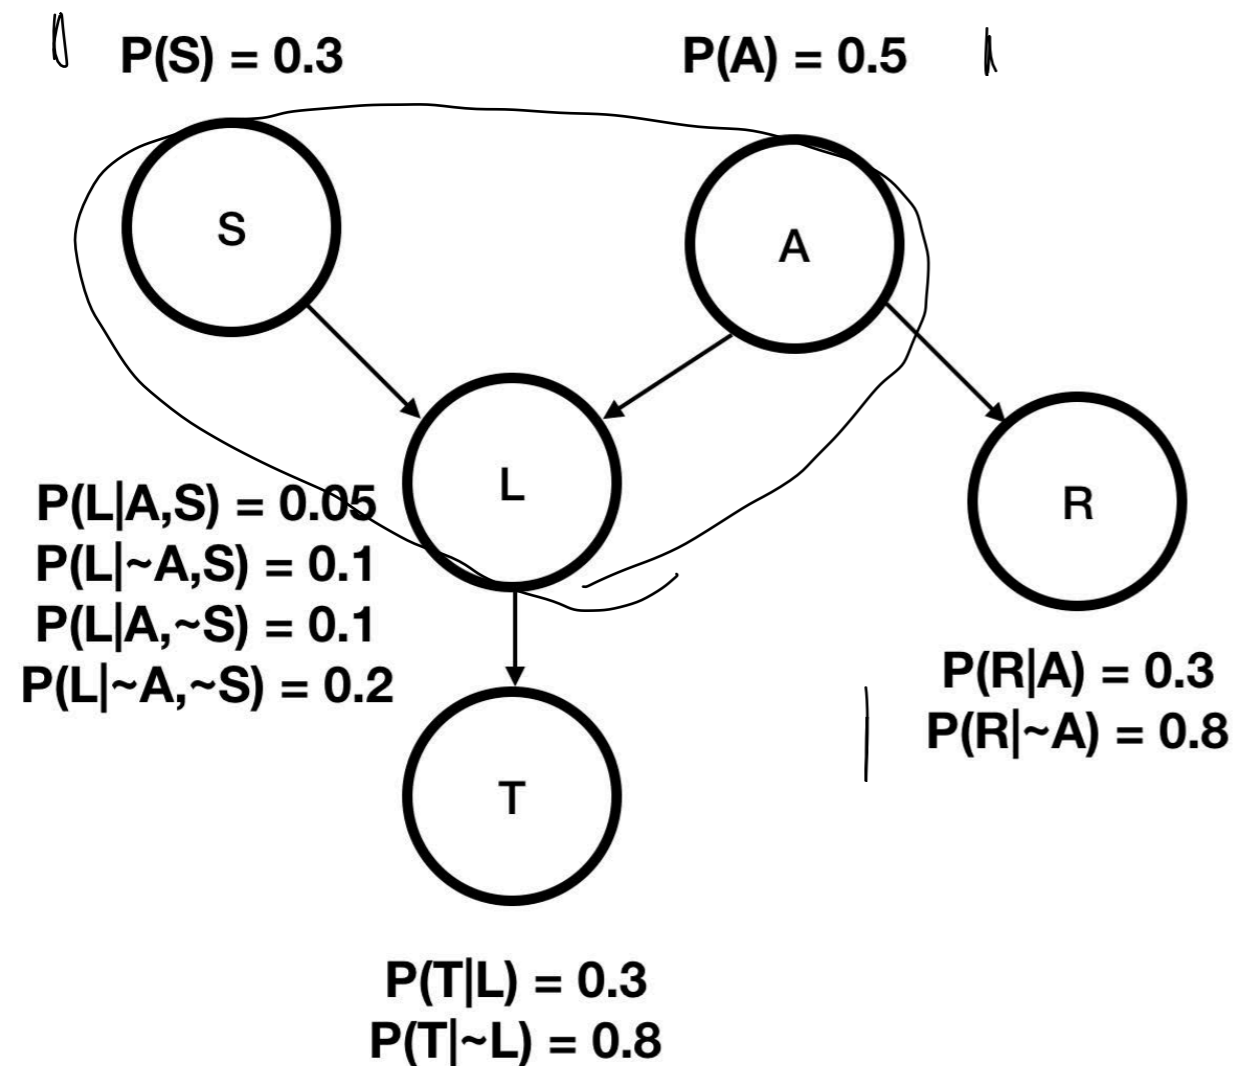 P(S) = 0.3
P(A) = 0.5
S
A
L
R
P(L|A,S) = 0.05
P(L|~A,S) = 0.1
P(L|A,~S) = 0.1
P(L|~A,~S) = 0.2
P(R|A) = 0.3
P(R|~A) = 0.8
T
P(T|L) = 0.3
P(T|~L) = 0.8